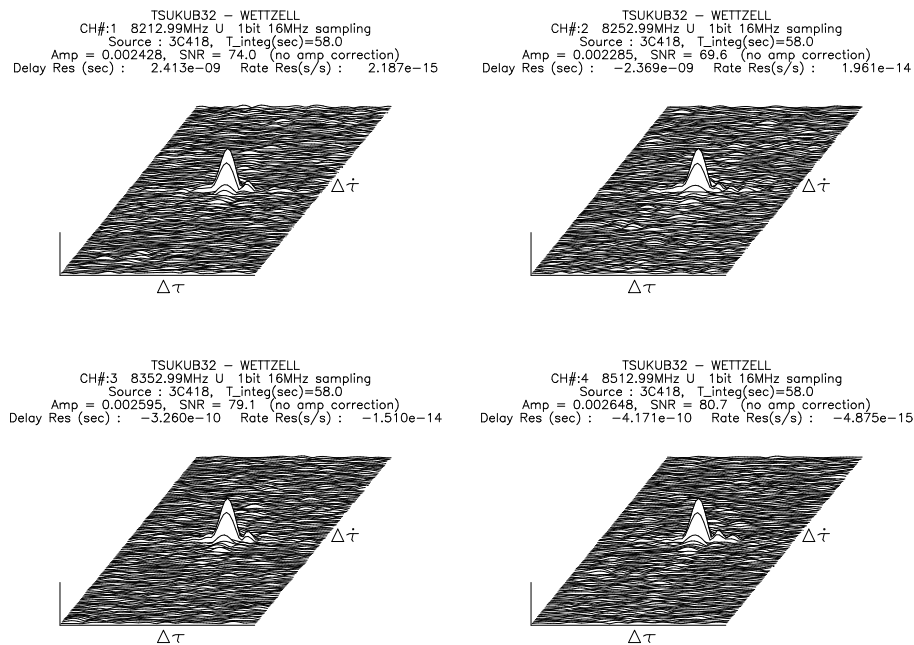 TSUKUB32 − WETTZELL
CH#:1 8212.99MHz U 1bit 16MHz sampling
Source : 3C418, T_integ(sec)=58.0
Amp = 0.002428, SNR = 74.0 (no amp correction)
Delay Res (sec) : 2.413e−09 Rate Res(s/s) : 2.187e−15
Δτ̇
Δτ
TSUKUB32 − WETTZELL
CH#:2 8252.99MHz U 1bit 16MHz sampling
Source : 3C418, T_integ(sec)=58.0
Amp = 0.002285, SNR = 69.6 (no amp correction)
Delay Res (sec) : −2.369e−09 Rate Res(s/s) : 1.961e−14
Δτ̇
Δτ
TSUKUB32 − WETTZELL
CH#:3 8352.99MHz U 1bit 16MHz sampling
Source : 3C418, T_integ(sec)=58.0
Amp = 0.002595, SNR = 79.1 (no amp correction)
Delay Res (sec) : −3.260e−10 Rate Res(s/s) : −1.510e−14
Δτ̇
Δτ
TSUKUB32 − WETTZELL
CH#:4 8512.99MHz U 1bit 16MHz sampling
Source : 3C418, T_integ(sec)=58.0
Amp = 0.002648, SNR = 80.7 (no amp correction)
Delay Res (sec) : −4.171e−10 Rate Res(s/s) : −4.875e−15
Δτ̇
Δτ